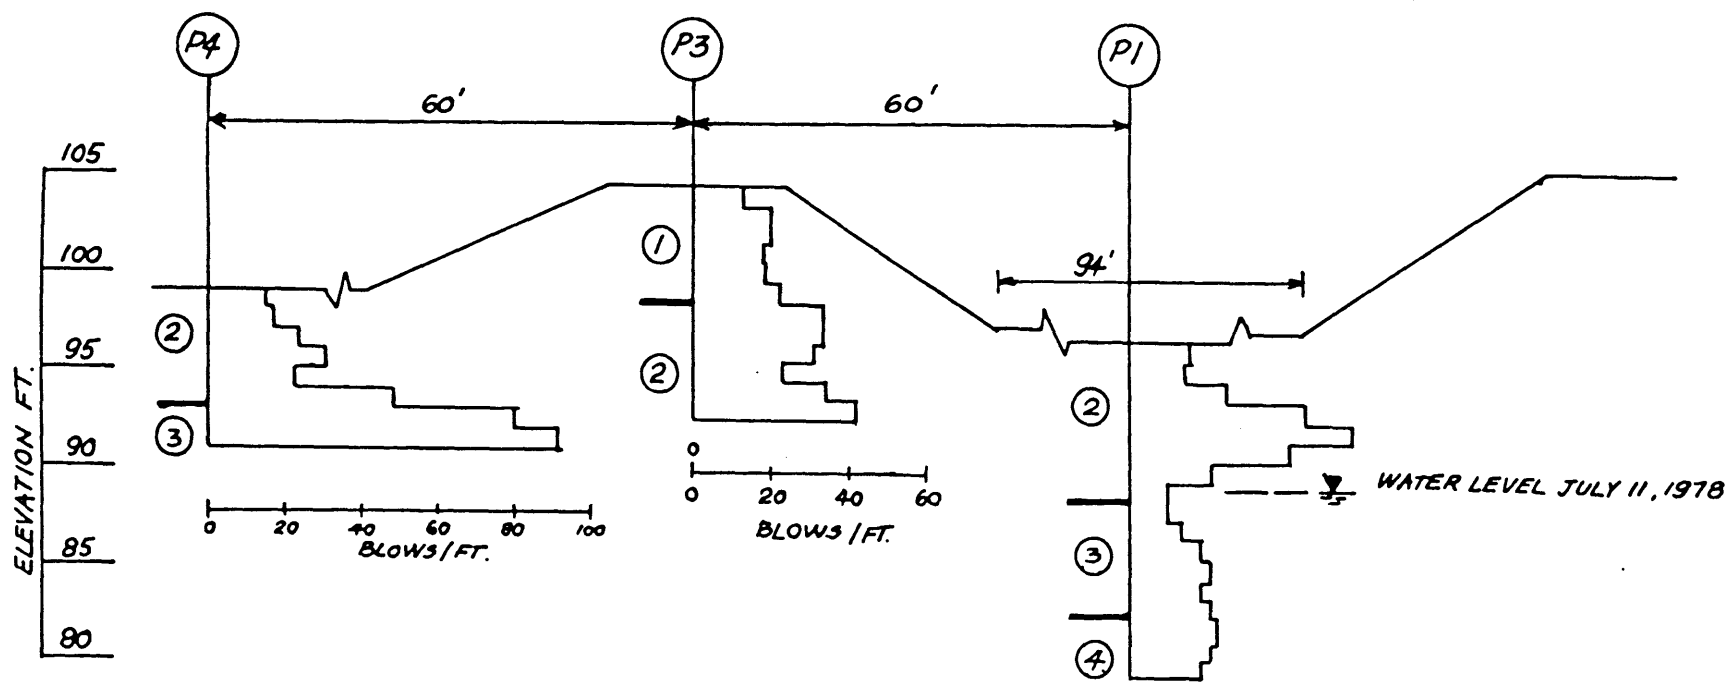 P4
P3
P1
60'
60'
105
100
95
90
85
80
ELEVATION FT.
2
3
0 20 40 60 80 100
BLOWS/FT.
1
2
0
0 20 40 60
BLOWS/FT.
94'
2
WATER LEVEL JULY 11, 1978
3
4